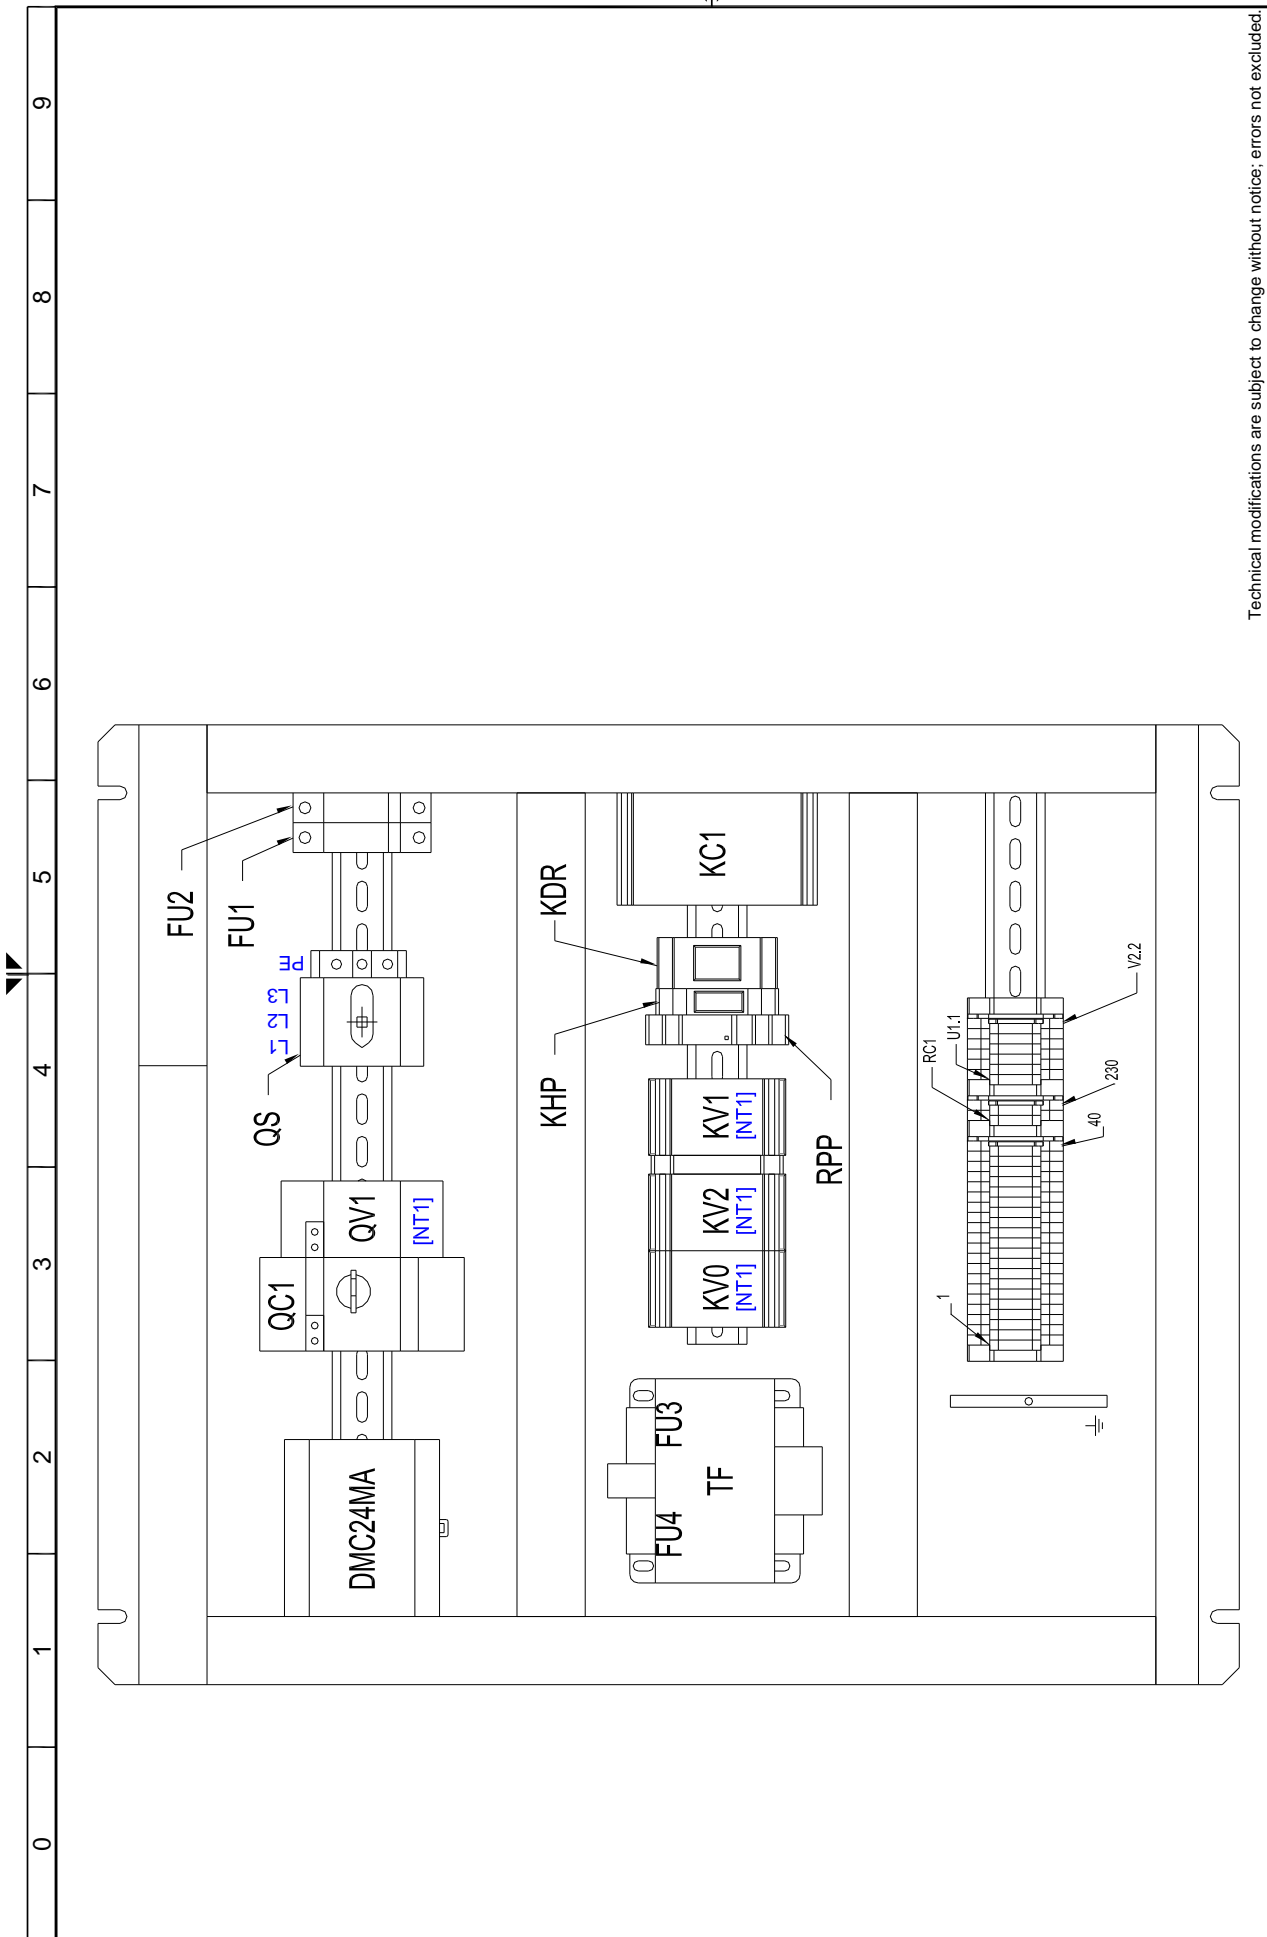 0
1
2
3
4
5
6
7
8
9
FU2
FU1
PE
L1
L2
L3
QS
QC1
QV1
[NT1]
DMC24MA
KHP
KDR
KC1
FU4
FU3
TF
KV0
[NT1]
KV2
[NT1]
KV1
[NT1]
RPP
RC1
U1.1
1
40
230
V2.2
Technical modifications are subject to change without notice; errors not excluded.